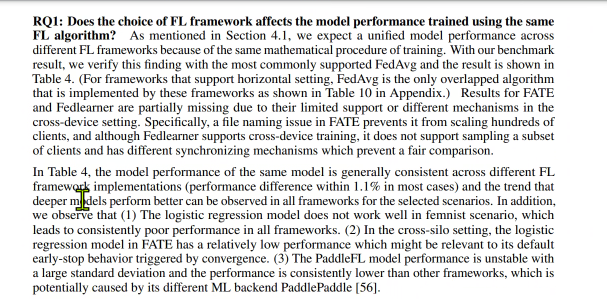 RQ1: Does the choice of FL framework affects the model performance trained using the same
FL algorithm? As mentioned in Section 4.1, we expect a unified model performance across
different FL frameworks because of the same mathematical procedure of training. With our benchmark
result, we verify this finding with the most commonly supported FedAvg and the result is shown in
Table 4. (For frameworks that support horizontal setting, FedAvg is the only overlapped algorithm
that is implemented by these frameworks as shown in Table 10 in Appendix.) Results for FATE
and Fedlearner are partially missing due to their limited support or different mechanisms in the
cross-device setting. Specifically, a file naming issue in FATE prevents it from scaling hundreds of
clients, and although Fedlearner supports cross-device training, it does not support sampling a subset
of clients and has different synchronizing mechanisms which prevent a fair comparison.
In Table 4, the model performance of the same model is generally consistent across different FL
framework implementations (performance difference within 1.1% in most cases) and the trend that
deeper models perform better can be observed in all frameworks for the selected scenarios. In addition,
we observe that (1) The logistic regression model does not work well in femnist scenario, which
leads to consistently poor performance in all frameworks. (2) In the cross-silo setting, the logistic
regression model in FATE has a relatively low performance which might be relevant to its default
early-stop behavior triggered by convergence. (3) The PaddleFL model performance is unstable with
a large standard deviation and the performance is consistently lower than other frameworks, which is
potentially caused by its different ML backend PaddlePaddle [56].